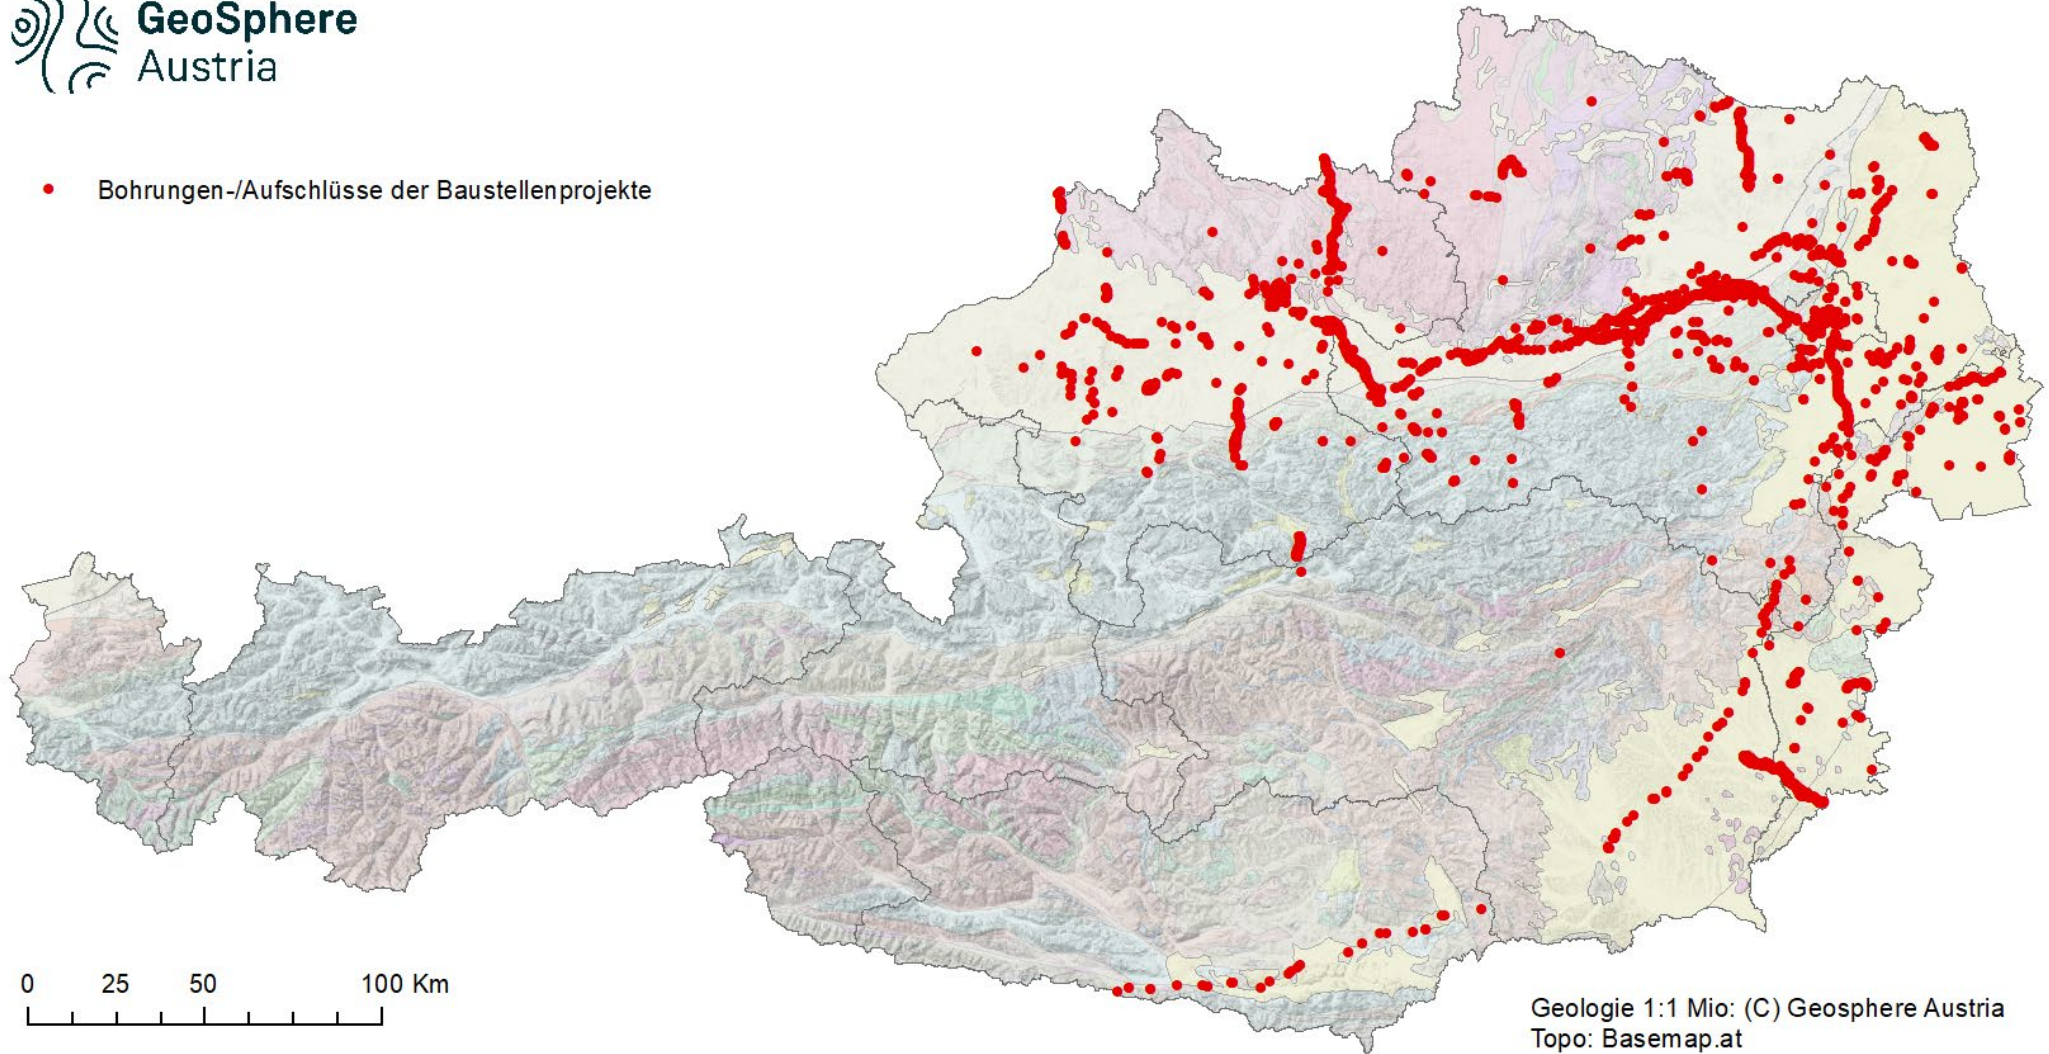 GeoSphere
Austria
Bohrungen-/Aufschlüsse der Baustellenprojekte
0 25 50 100 Km
Geologie 1:1 Mio: (C) Geosphere Austria
Topo: Basemap.at